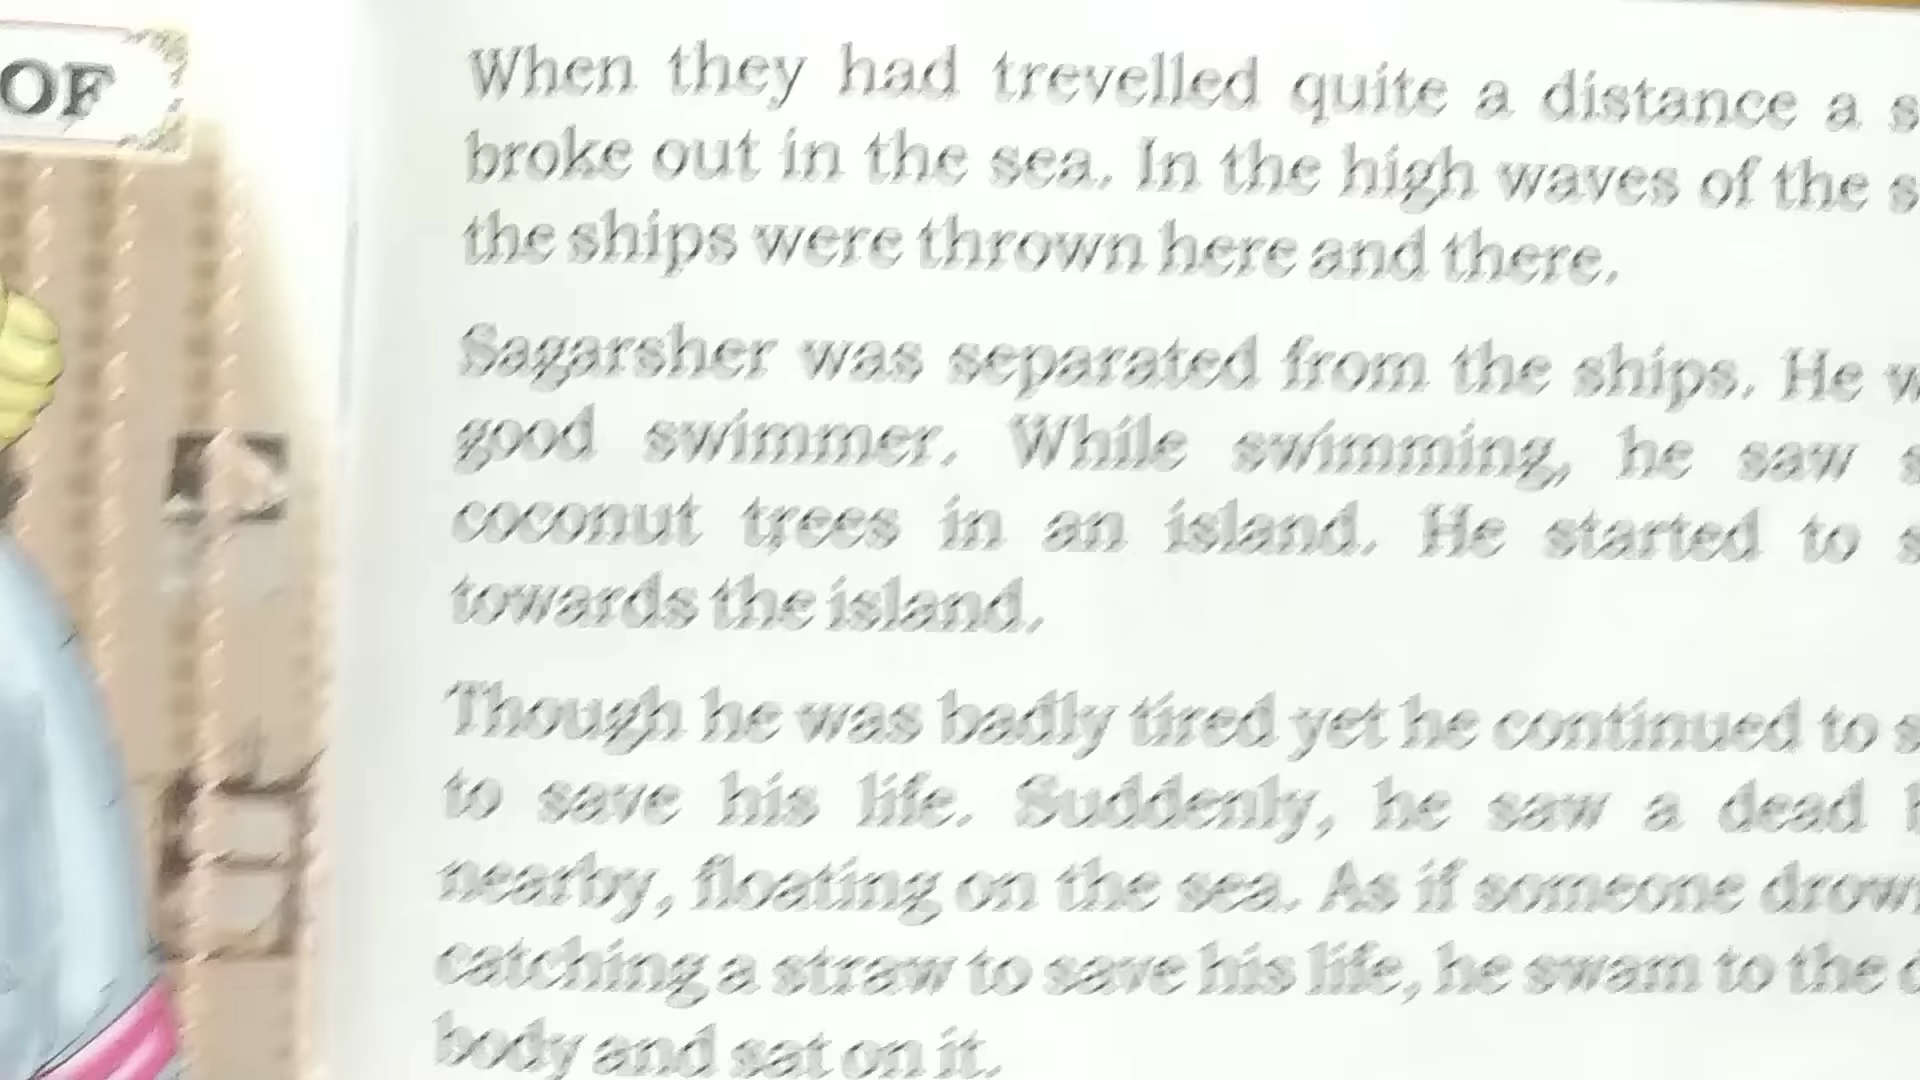 OF
When they had trevelled quite a distance a
broke out in the sea. In the high waves of the
the ships were thrown here and there.
Sagarsher was separated from the ships. He
good swimmer. While swimming, he saw
coconut trees in an island. He started to
towards the island.
Though he was badly tired yet he continued to
to save his life. Suddenly, he saw a dead
nearby, floating on the sea. As if someone
catching a straw to save his life, he swam to the
body and sat on it.